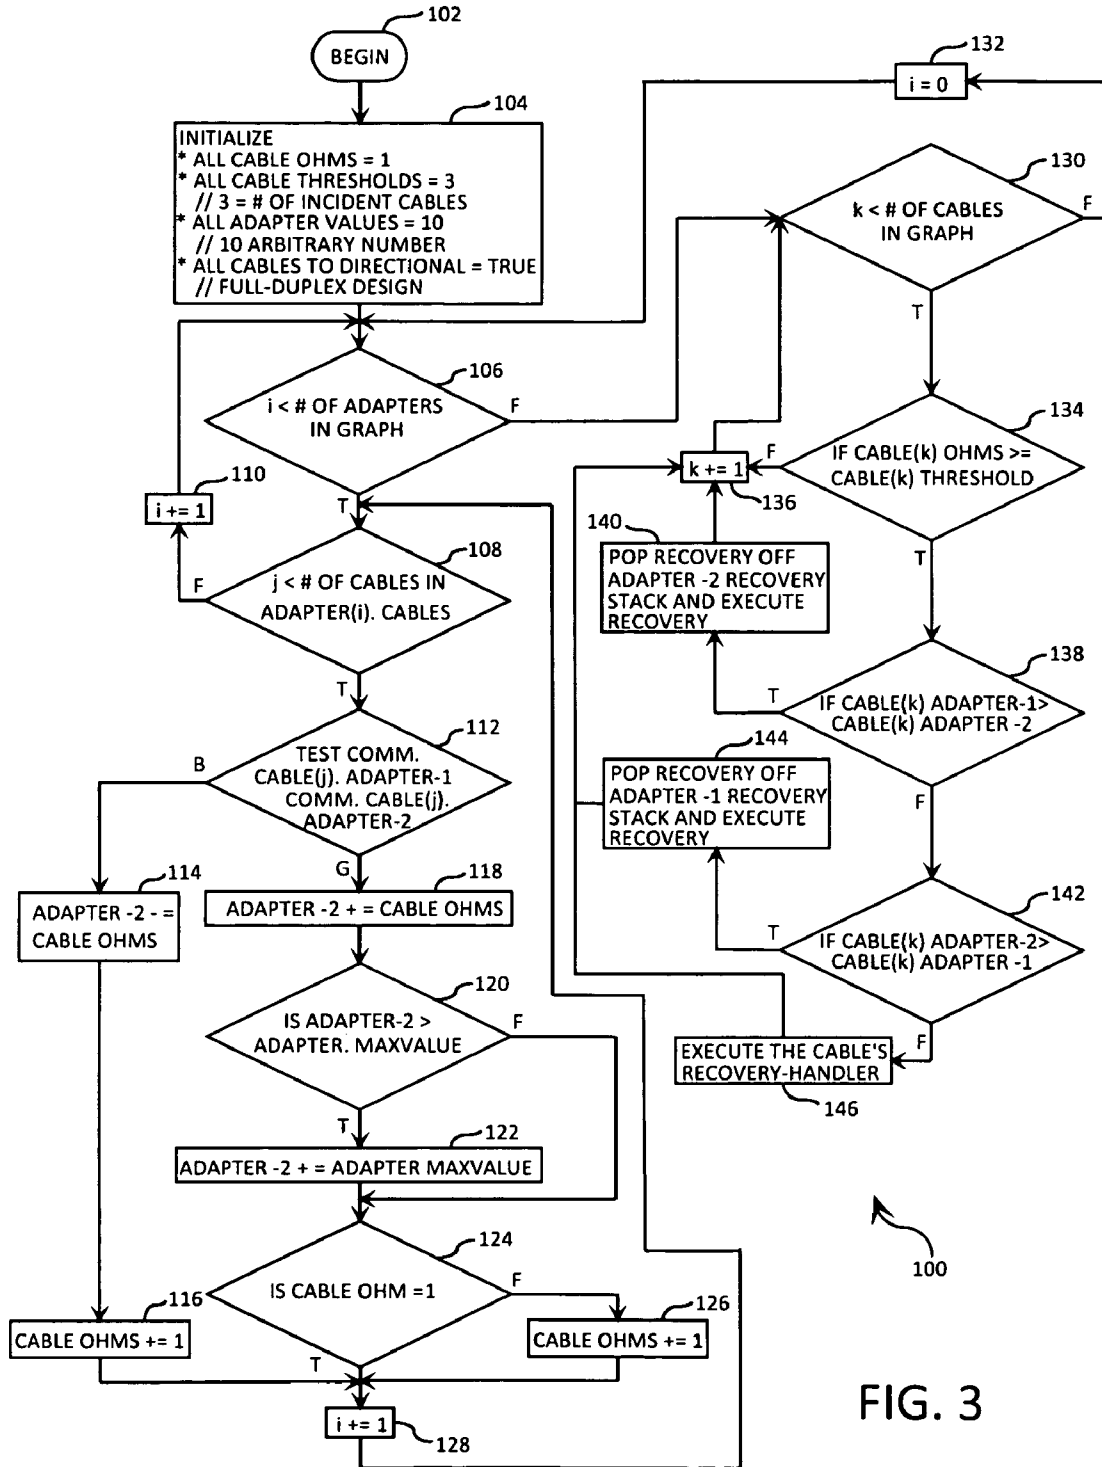 102
BEGIN
104
INITIALIZE
* ALL CABLE OHMS = 1
* ALL CABLE THRESHOLDS = 3
// 3 = # OF INCIDENT CABLES
* ALL ADAPTER VALUES = 10
// 10 ARBITRARY NUMBER
* ALL CABLES TO DIRECTIONAL = TRUE
// FULL-DUPLEX DESIGN
106
i < # OF ADAPTERS
IN GRAPH
F
T
110
i += 1
108
j < # OF CABLES IN
ADAPTER(i). CABLES
F
T
112
TEST COMM.
CABLE(j). ADAPTER-1
COMM. CABLE(j).
ADAPTER-2
B
G
114
ADAPTER -2 - =
CABLE OHMS
118
ADAPTER -2 + = CABLE OHMS
120
IS ADAPTER-2 >
ADAPTER. MAXVALUE
F
T
122
ADAPTER -2 + = ADAPTER MAXVALUE
124
IS CABLE OHM =1
F
T
116
CABLE OHMS += 1
126
CABLE OHMS += 1
i += 1
128
132
i = 0
130
k < # OF CABLES
IN GRAPH
F
T
134
IF CABLE(k) OHMS >=
CABLE(k) THRESHOLD
F
T
k += 1
136
140
POP RECOVERY OFF
ADAPTER -2 RECOVERY
STACK AND EXECUTE
RECOVERY
138
IF CABLE(k) ADAPTER-1>
CABLE(k) ADAPTER -2
T
F
144
POP RECOVERY OFF
ADAPTER -1 RECOVERY
STACK AND EXECUTE
RECOVERY
142
IF CABLE(k) ADAPTER-2>
CABLE(k) ADAPTER -1
T
F
EXECUTE THE CABLE'S
RECOVERY-HANDLER
146
100
FIG. 3